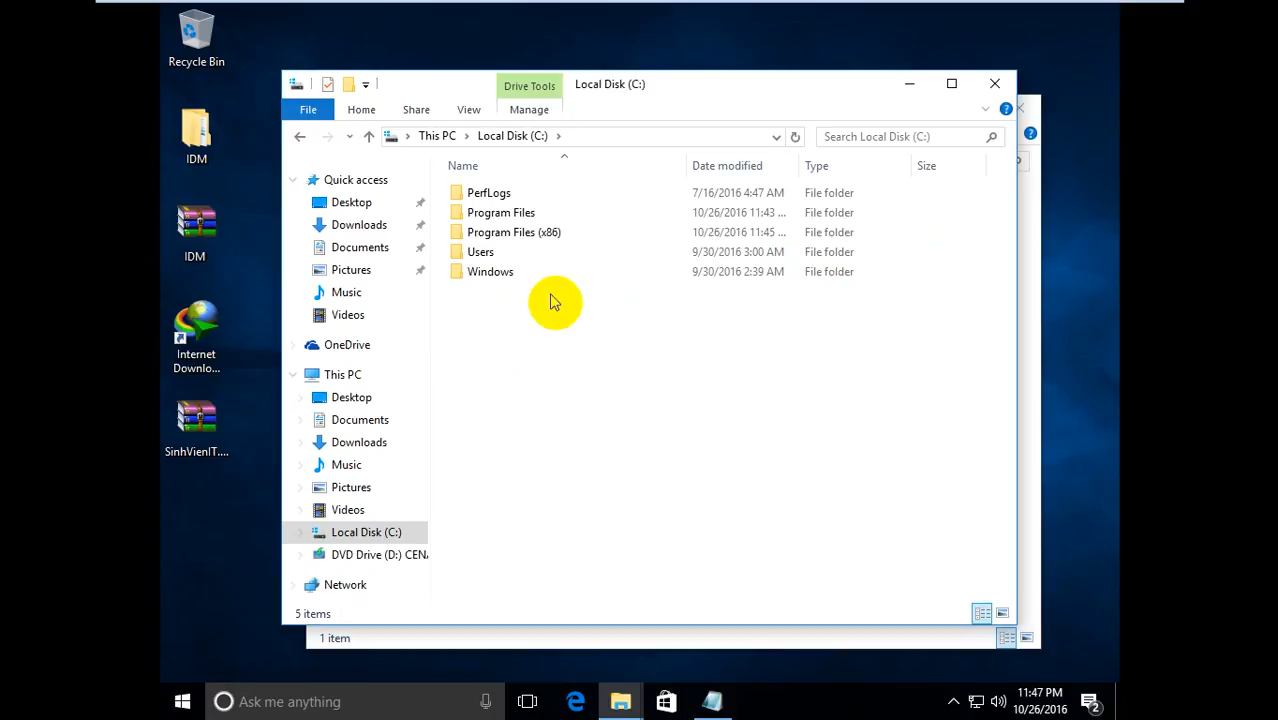 Recycle Bin
IDM
IDM
Internet
Downlo...
SinhVienIT....
Drive Tools
Local Disk (C:)
File
Home
Share
View
Manage
This PC
Local Disk (C:)
Search Local Disk (C:)
Name
Date modified
Type
Size
PerfLogs
7/16/2016 4:47 AM
File folder
Program Files
10/26/2016 11:43 ...
File folder
Program Files (x86)
10/26/2016 11:45 ...
File folder
Users
9/30/2016 3:00 AM
File folder
Windows
9/30/2016 2:39 AM
File folder
Quick access
Desktop
Downloads
Documents
Pictures
Music
Videos
OneDrive
This PC
Desktop
Documents
Downloads
Music
Pictures
Videos
Local Disk (C:)
DVD Drive (D:) CENA
Network
5 items
1 item
Ask me anything
11:47 PM
10/26/2016
2